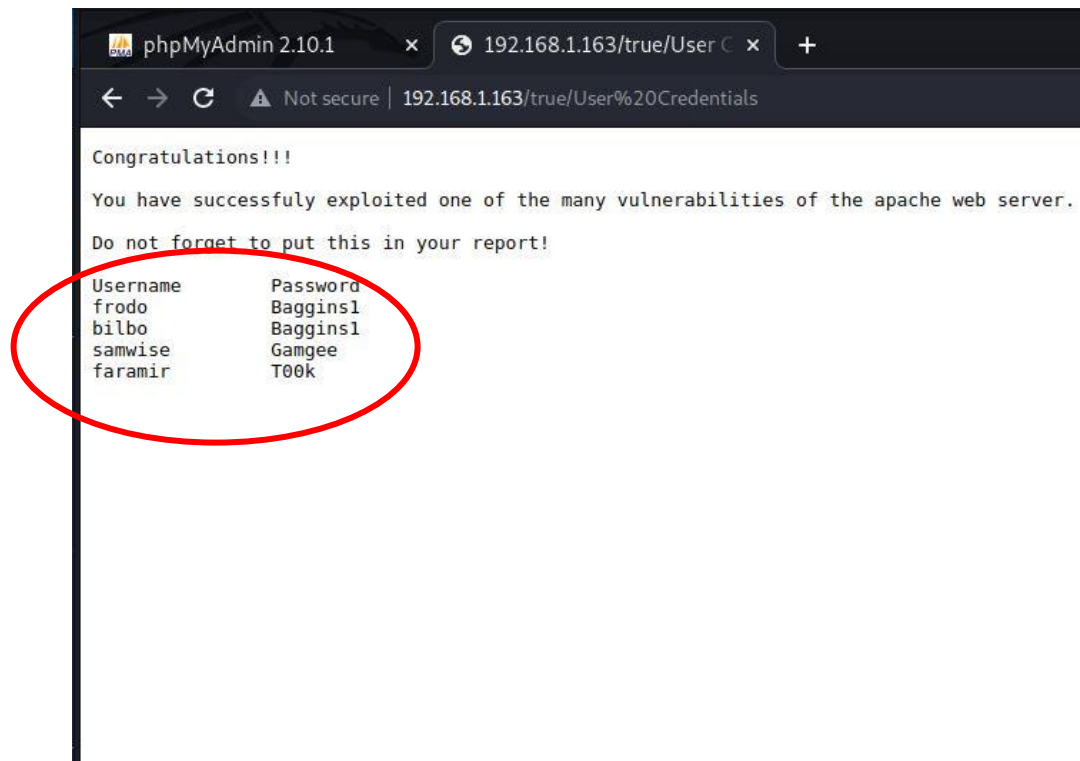 phpMyAdmin 2.10.1 × 192.168.1.163/true/User C × +
Not secure | 192.168.1.163/true/User%20Credentials
Congratulations!!!
You have successfuly exploited one of the many vulnerabilities of the apache web server.
Do not forget to put this in your report!
Username Password
frodo Baggins1
bilbo Baggins1
samwise Gamgee
faramir T00k